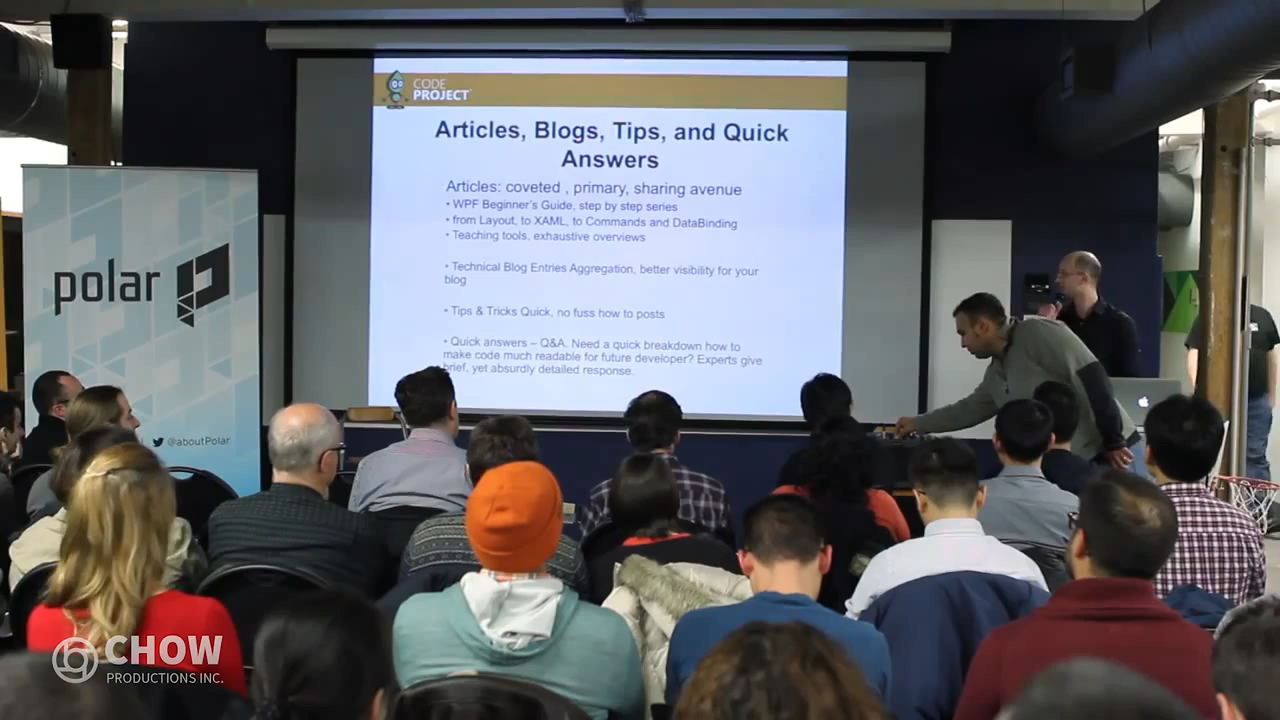 CODE
PROJECT
Articles, Blogs, Tips, and Quick
Answers
Articles: coveted , primary, sharing avenue
• WPF Beginner's Guide, step by step series
• from Layout, to XAML, to Commands and DataBinding
• Teaching tools, exhaustive overviews
• Technical Blog Entries Aggregation, better visibility for your
blog
• Tips & Tricks Quick, no fuss how to posts
• Quick answers – Q&A. Need a quick breakdown how to
make code much readable for future developer? Experts give
brief, yet absurdly detailed response.
polar
@aboutPolar
CHOW
PRODUCTIONS INC.